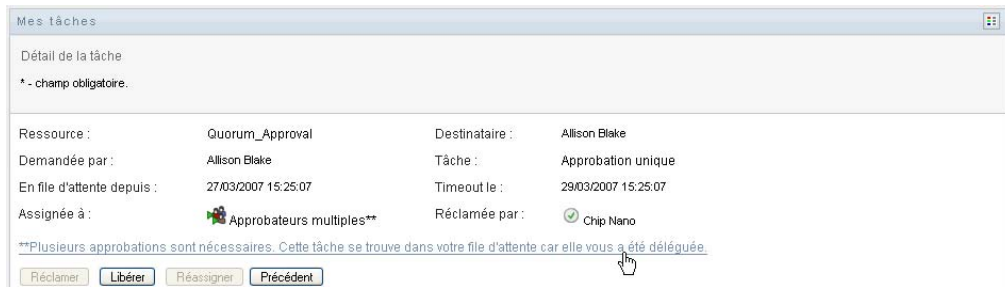 Mes tâches
Détail de la tâche
* - champ obligatoire.
Ressource : Quorum_Approval Destinataire : Allison Blake
Demandée par : Allison Blake Tâche : Approbation unique
En file d'attente depuis : 27/03/2007 15:25:07 Timeout le : 29/03/2007 15:25:07
Assignée à : Approbateurs multiples** Réclamée par : Chip Nano
**Plusieurs approbations sont nécessaires. Cette tâche se trouve dans votre file d'attente car elle vous a été déléguée.
Réclamer Libérer Réassigner Précédent